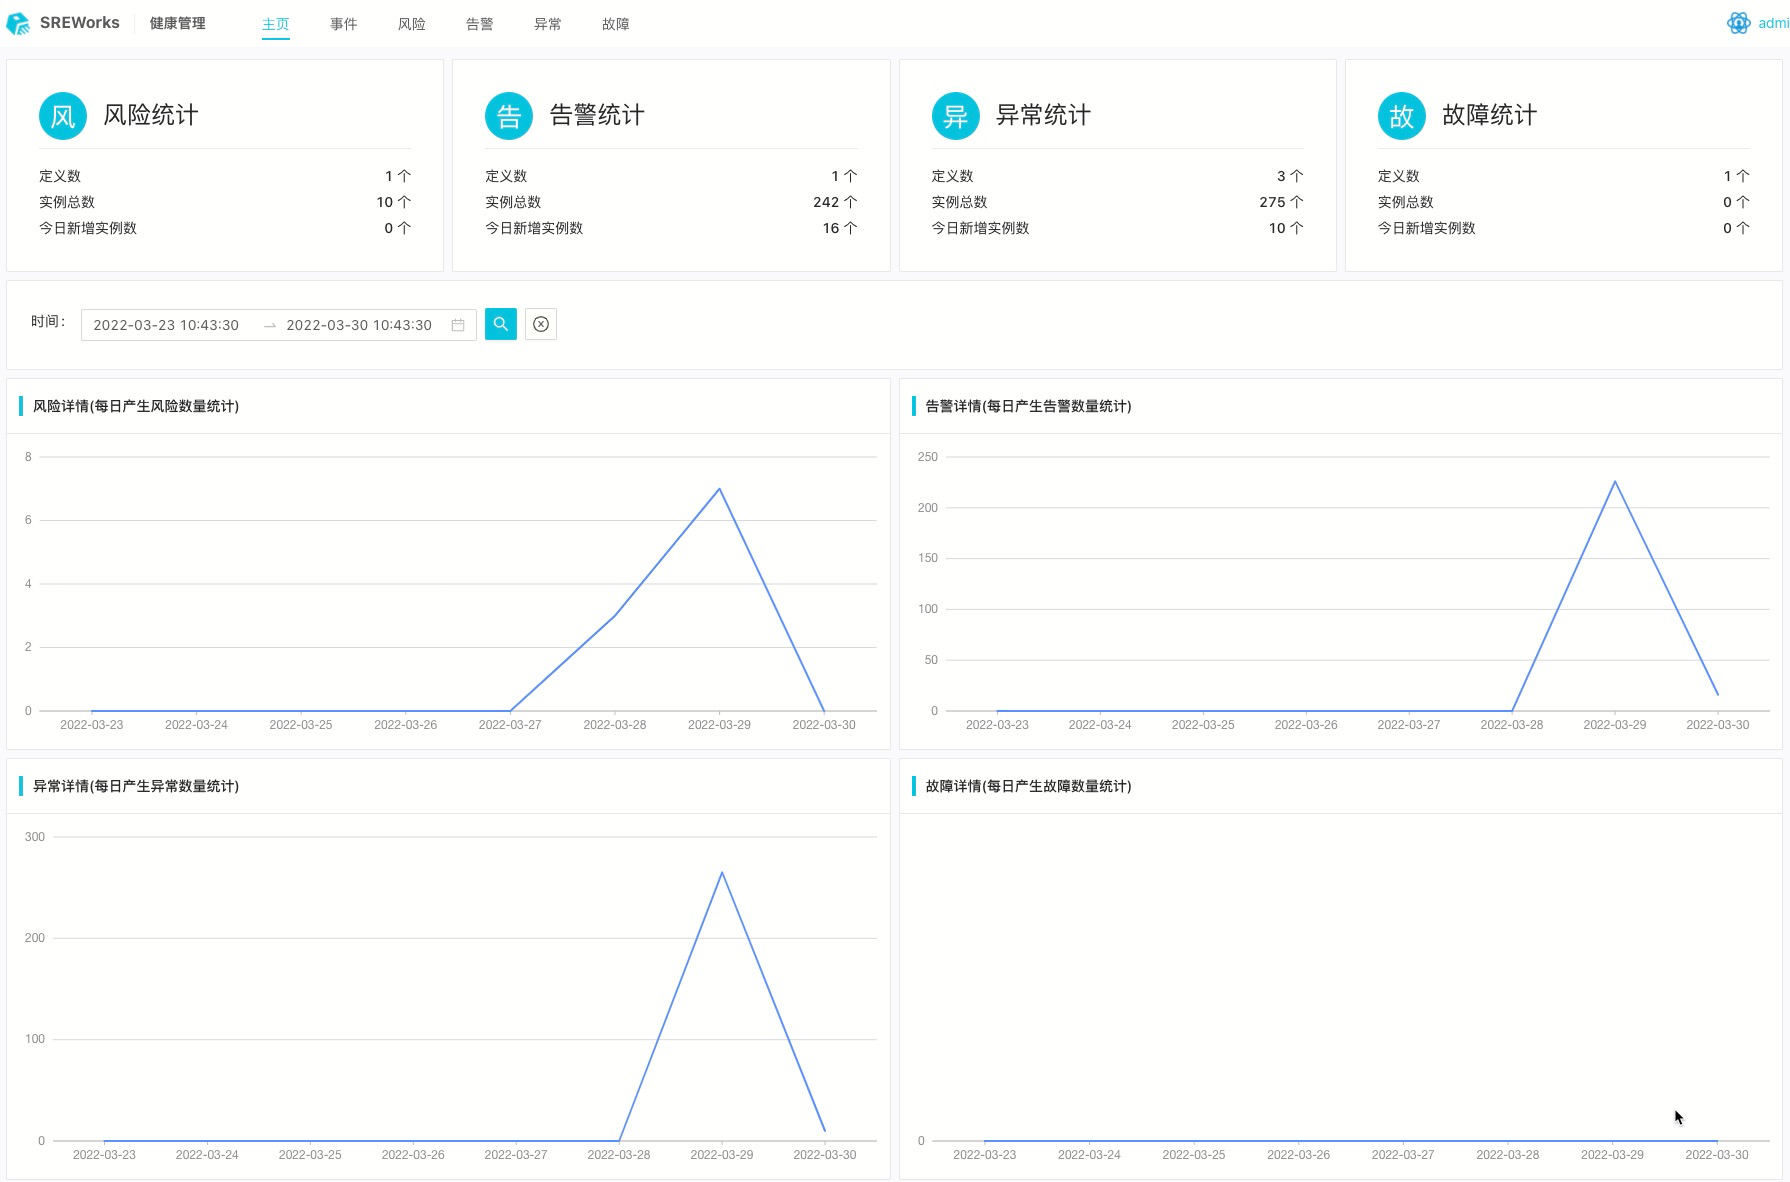 SREWorks 健康管理 主页 事件 风险 告警 异常 故障 admi
风 风险统计
定义数 1 个
实例总数 10 个
今日新增实例数 0 个
告 告警统计
定义数 1 个
实例总数 242 个
今日新增实例数 16 个
异 异常统计
定义数 3 个
实例总数 275 个
今日新增实例数 10 个
故 故障统计
定义数 1 个
实例总数 0 个
今日新增实例数 0 个
时间： 2022-03-23 10:43:30 → 2022-03-30 10:43:30
风险详情(每日产生风险数量统计)
8
6
4
2
0
2022-03-23 2022-03-24 2022-03-25 2022-03-26 2022-03-27 2022-03-28 2022-03-29 2022-03-30
告警详情(每日产生告警数量统计)
250
200
150
100
50
0
2022-03-23 2022-03-24 2022-03-25 2022-03-26 2022-03-27 2022-03-28 2022-03-29 2022-03-30
异常详情(每日产生异常数量统计)
300
200
100
0
2022-03-23 2022-03-24 2022-03-25 2022-03-26 2022-03-27 2022-03-28 2022-03-29 2022-03-30
故障详情(每日产生故障数量统计)
0
2022-03-23 2022-03-24 2022-03-25 2022-03-26 2022-03-27 2022-03-28 2022-03-29 2022-03-30